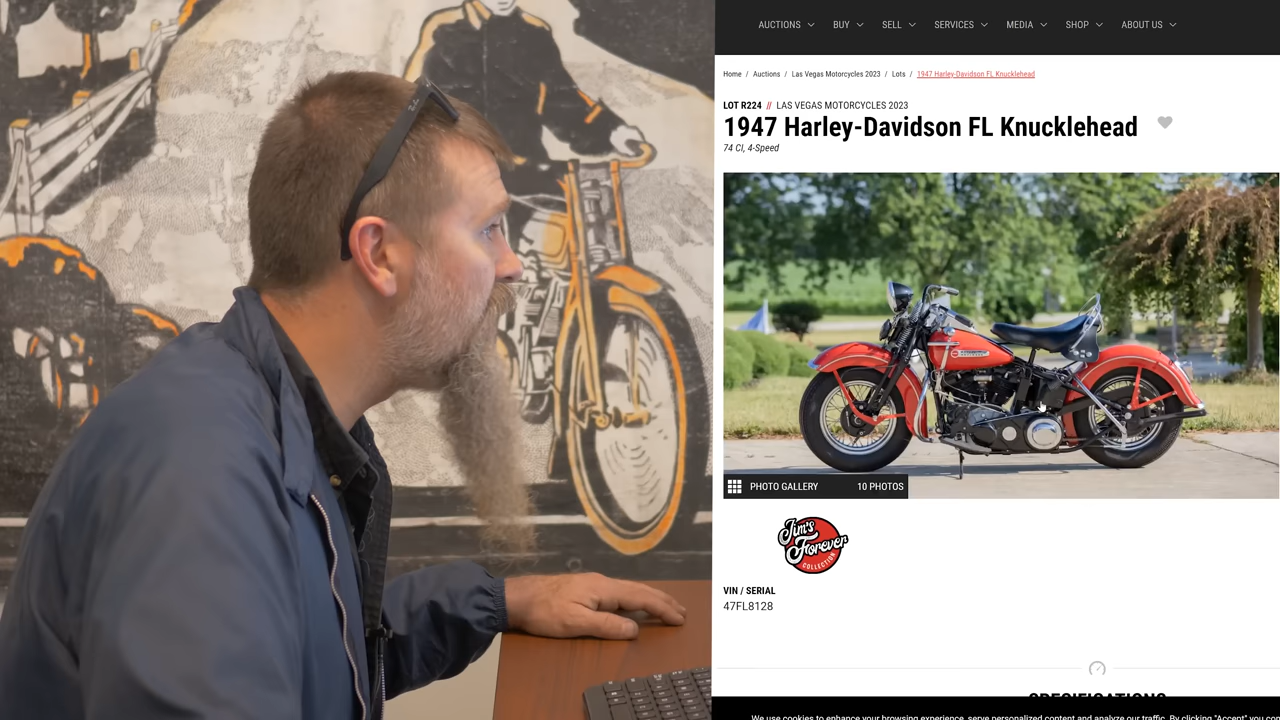 AUCTIONS BUY SELL SERVICES MEDIA SHOP ABOUT US
Home / Auctions / Las Vegas Motorcycles 2023 / Lots / 1947 Harley-Davidson FL Knucklehead
LOT R224 // LAS VEGAS MOTORCYCLES 2023
1947 Harley-Davidson FL Knucklehead
74 CI, 4-Speed
PHOTO GALLERY 10 PHOTOS
Jim's
Forever
COLLECTION
VIN / SERIAL
47FL8128
SPECIFICATIONS
We use cookies to enhance your browsing experience, serve personalized content and analyze our traffic. By clicking "Accept" you c